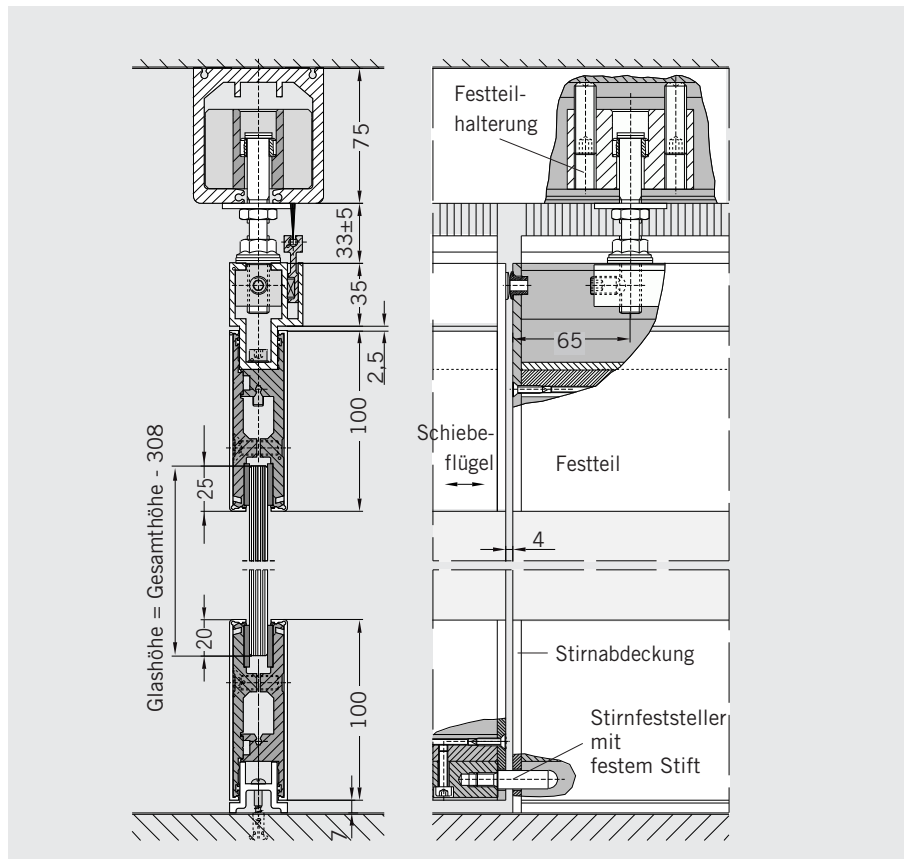 Festteil-
halterung
75
33±5
35
65
2,5
100
Schiebe-
flügel
Festteil
Glashöhe = Gesamthöhe - 308
25
4
20
Stirnabdeckung
100
Stirnfeststeller
mit
festem Stift
7